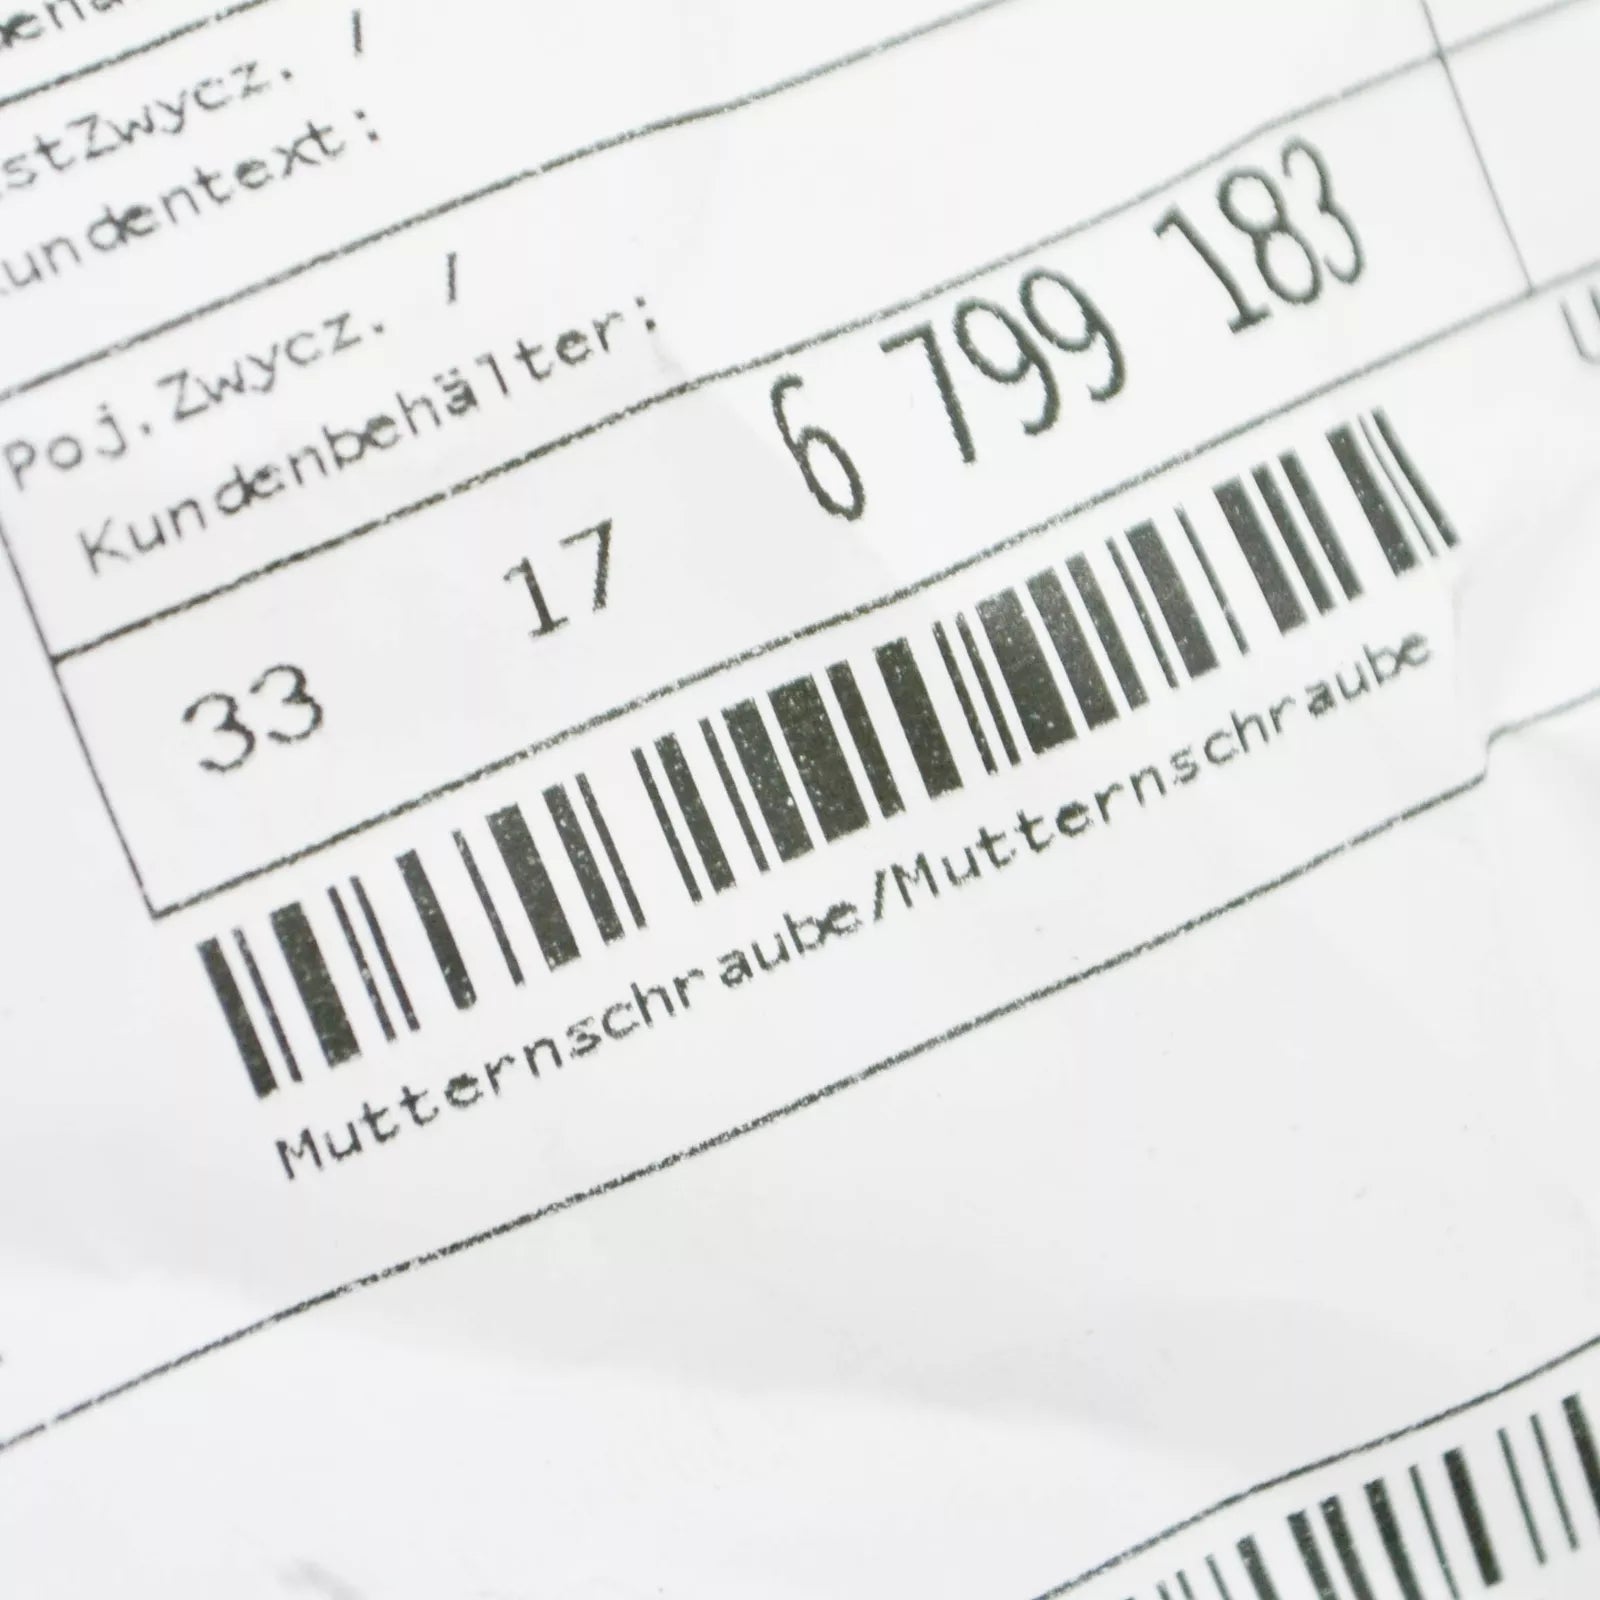 stZwycz. /
Kundentext:
Poj.Zwycz. /
Kundenbehälter:
33 17 6 799 183
Mutternschraube/Mutternschraube